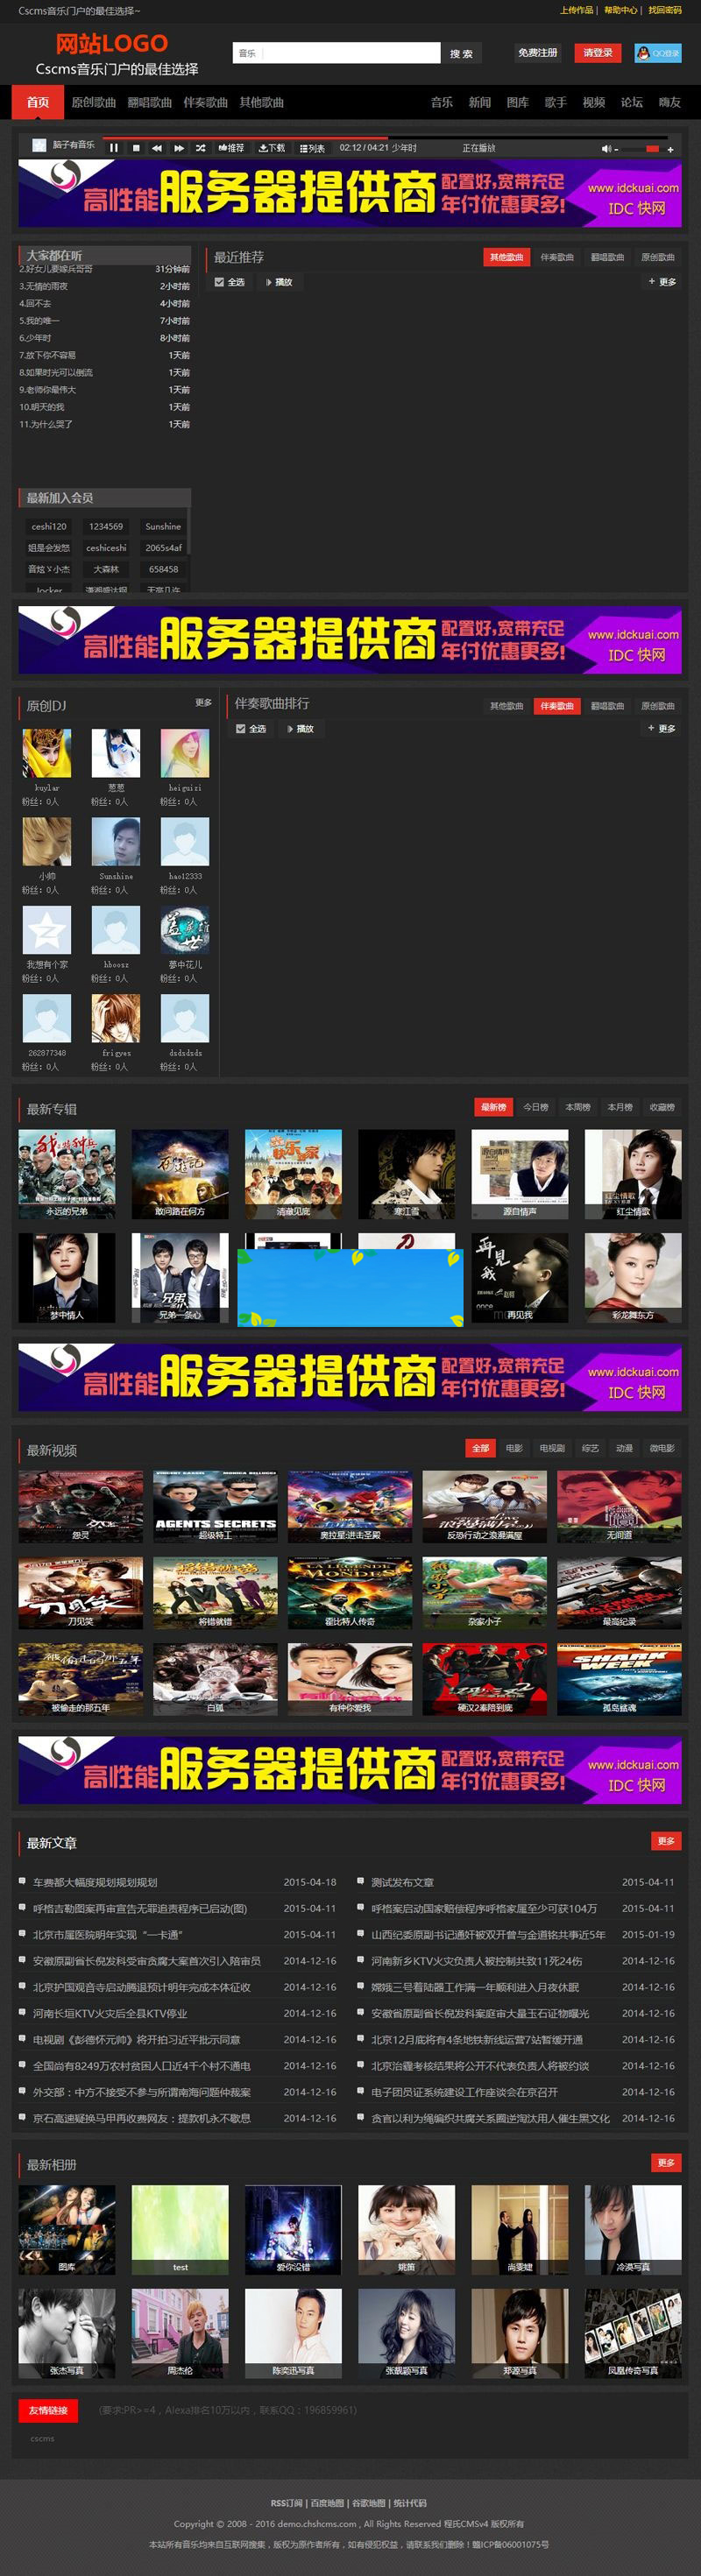 Cscms音乐门户的最佳选择~
上传作品 | 帮助中心 | 找回密码
网站LOGO
Cscms音乐门户的最佳选择
音乐
搜 索
免费注册
请登录
QQ登录
首页 原创歌曲 翻唱歌曲 伴奏歌曲 其他歌曲 音乐 新闻 图库 歌手 视频 论坛 嗨友
脑子有音乐
推荐 下载 列表 02:12 / 04:21 少年时 正在播放
高性能服务器提供商 配置好,宽带充足 年付优惠更多! www.idckuai.com IDC 快网
大家都在听
2.好女儿要嫁兵哥哥 31分钟前
3.无情的雨夜 2小时前
4.回不去 4小时前
5.我的唯一 7小时前
6.少年时 8小时前
7.放下你不容易 1天前
8.如果时光可以倒流 1天前
9.老师你最伟大 1天前
10.明天的我 1天前
11.为什么哭了 1天前
最近推荐
其他歌曲 伴奏歌曲 翻唱歌曲 原创歌曲
全选 播放 + 更多
最新加入会员
ceshi120 1234569 Sunshine
姐是会发怒 ceshiceshi 2065s4af
音炫丶小杰 大森林 658458
高性能服务器提供商 配置好,宽带充足 年付优惠更多! www.idckuai.com IDC 快网
原创DJ 更多
kuylar 葱葱 heiguizi
粉丝: 0人 粉丝: 0人 粉丝: 0人
小帅 Sunshine hao12333
粉丝: 0人 粉丝: 0人 粉丝: 0人
我想有个家 hhooxz 夢中花儿
粉丝: 0人 粉丝: 0人 粉丝: 0人
262877348 frigyes dsdsdsds
粉丝: 0人 粉丝: 0人 粉丝: 0人
伴奏歌曲排行
其他歌曲 伴奏歌曲 翻唱歌曲 原创歌曲
全选 播放 + 更多
最新专辑
最新榜 今日榜 本周榜 本月榜 收藏榜
永远的兄弟 敢问路在何方 清澈见底 寒江雪 源自情声 红尘情歌
梦中情人 兄弟一条心 再见我 彩龙舞东方
高性能服务器提供商 配置好,宽带充足 年付优惠更多! www.idckuai.com IDC 快网
最新视频
全部 电影 电视剧 综艺 动漫 微电影
AGENTS SECRETS
怨灵 超级特工 奥拉星:进击圣殿 反恐行动之浪漫满屋 无间道
刀见笑 将错就错 霍比特人传奇 杂家小子 最高纪录
SHARK WEEK
被偷走的那五年 白狐 有种你爱我 硬汉2奉陪到底 孤岛鲨魂
高性能服务器提供商 配置好,宽带充足 年付优惠更多! www.idckuai.com IDC 快网
最新文章 更多
车费都大幅度规划规划规划 2015-04-18
测试发布文章 2015-04-11
呼格吉勒图案再审宣告无罪追责程序已启动(图) 2015-04-11
呼格案启动国家赔偿程序呼格家属至少可获104万 2015-04-11
北京市属医院明年实现“一卡通” 2015-04-11
山西纪委原副书记通奸被双开曾与金道铭共事近5年 2015-01-19
安徽原副省长倪发科受审贪腐大案首次引入陪审员 2014-12-16
河南新乡KTV火灾负责人被控制共致11死24伤 2014-12-16
北京护国观音寺启动腾退预计明年完成本体征收 2014-12-16
嫦娥三号着陆器工作满一年顺利进入月夜休眠 2014-12-16
河南长垣KTV火灾后全县KTV停业 2014-12-16
安徽省原副省长倪发科案庭审大量玉石证物曝光 2014-12-16
电视剧《彭德怀元帅》将开拍习近平批示同意 2014-12-16
北京12月底将有4条地铁新线运营7站暂缓开通 2014-12-16
全国尚有8249万农村贫困人口近4千个村不通电 2014-12-16
北京治霾考核结果将公开不代表负责人将被约谈 2014-12-16
外交部：中方不接受不参与所谓南海问题仲裁案 2014-12-16
电子团员证系统建设工作座谈会在京召开 2014-12-16
京石高速疑换马甲再收费网友：提款机永不歇息 2014-12-16
贪官以利为绳编织共腐关系圈逆淘汰用人催生黑文化 2014-12-16
最新相册 更多
图库 test 爱你没错 姚笛 尚雯婕 冷漠写真
张杰写真 周杰伦 陈奕迅写真 张靓颖写真 郑源写真 凤凰传奇写真
友情链接 (要求:PR>=4，Alexa排名10万以内，联系QQ：196859961)
cscms
RSS订阅 | 百度地图 | 谷歌地图 | 统计代码
Copyright © 2008 - 2016 demo.chshcms.com , All Rights Reserved 程氏CMSv4 版权所有
本站所有音乐均来自互联网搜集，版权为原作者所有，如有侵犯权益，请联系我们删除！赣ICP备06001075号